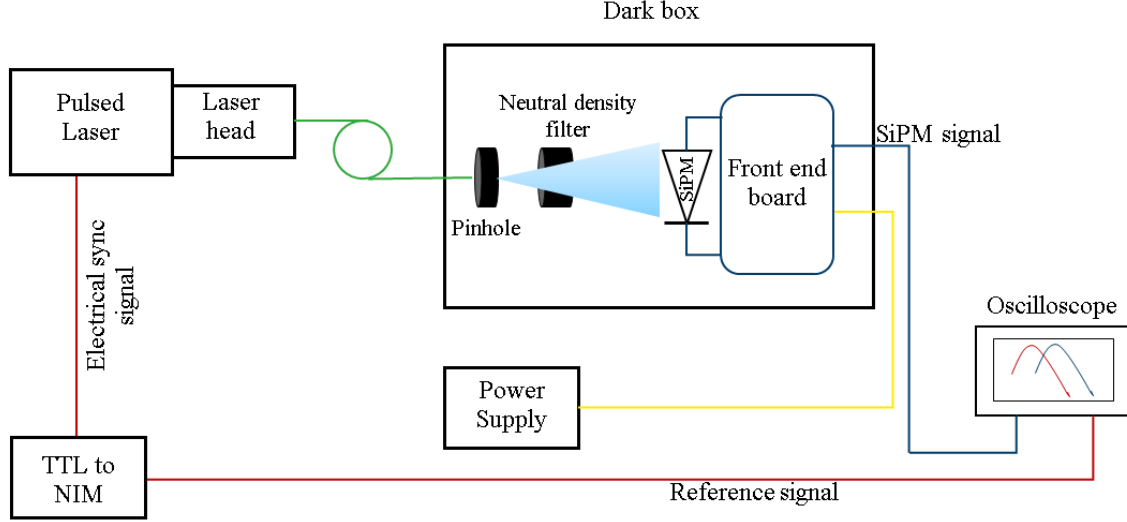 Dark box
Pulsed
Laser
Laser
head
Neutral density
filter
SiPM
Front end
board
SiPM signal
Pinhole
Electrical sync
signal
Oscilloscope
Power
Supply
TTL to
NIM
Reference signal